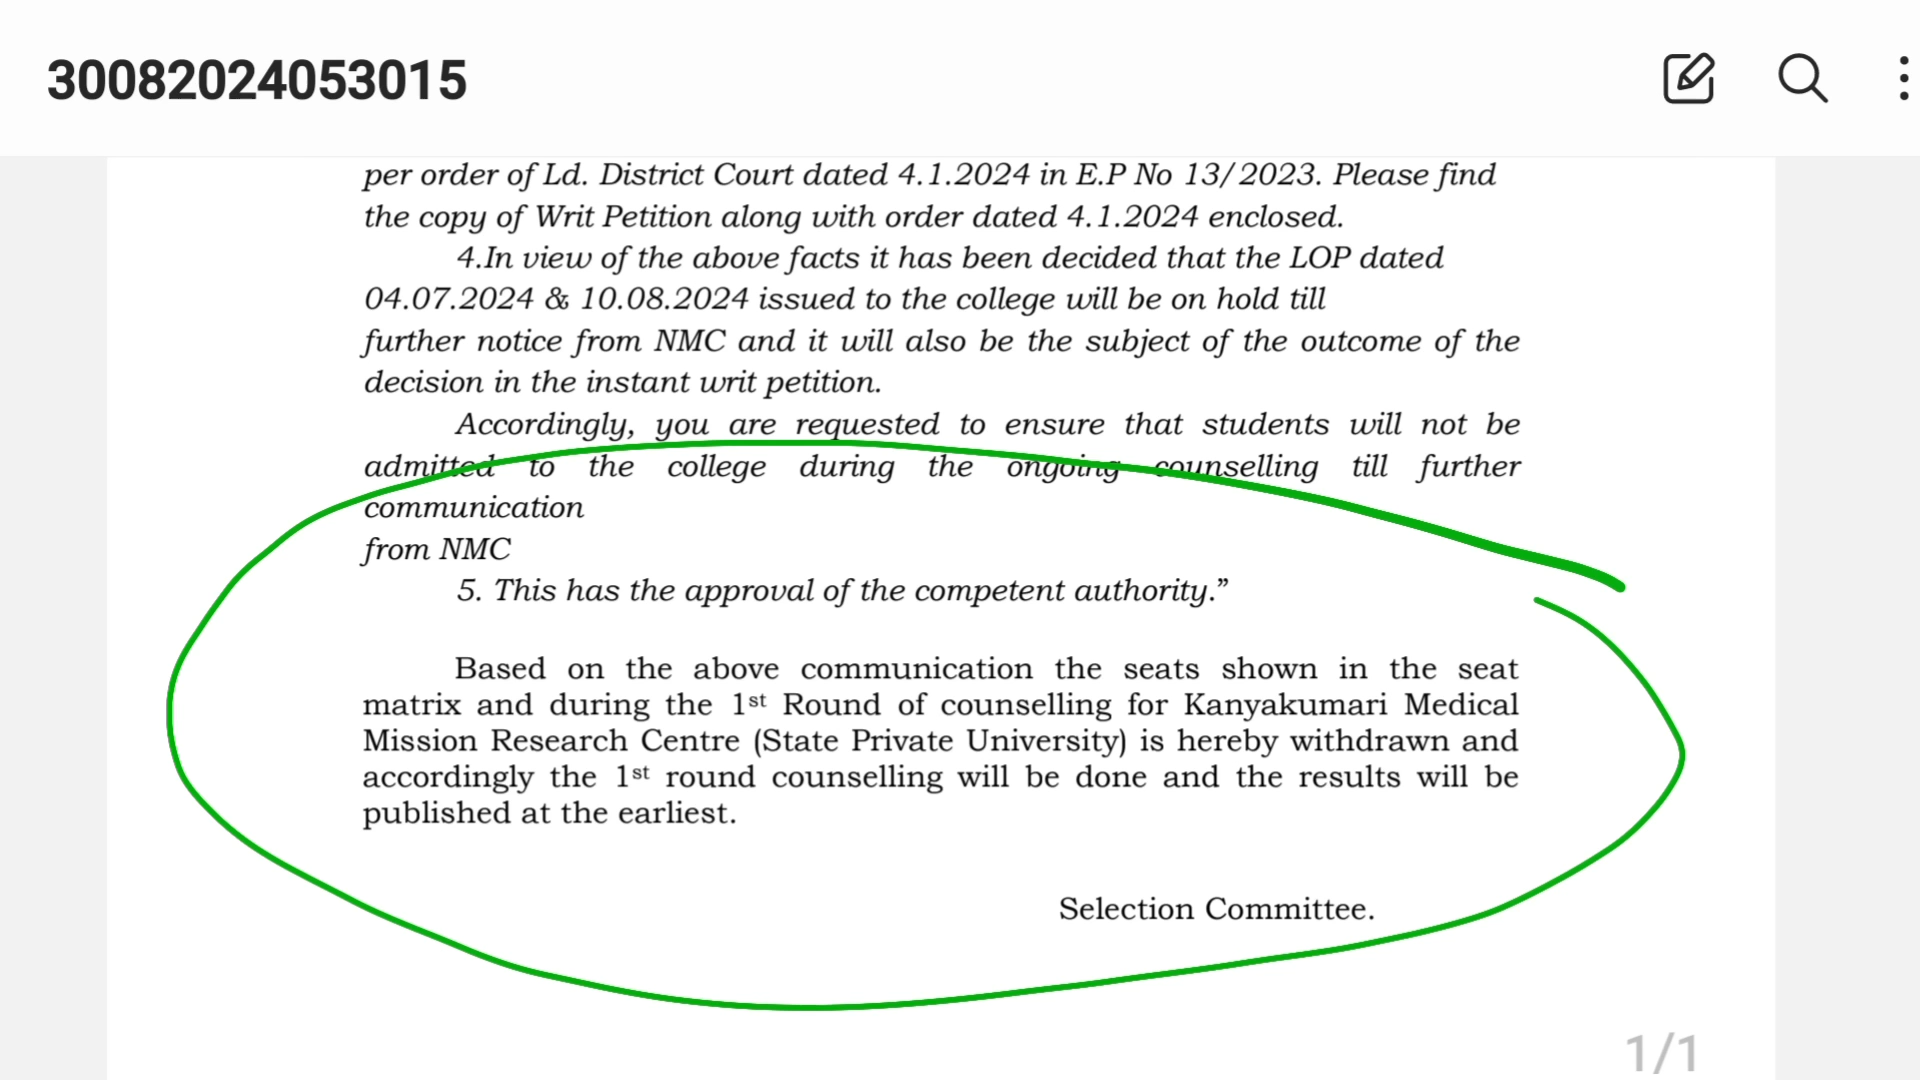 30082024053015
per order of Ld. District Court dated 4.1.2024 in E.P No 13/2023. Please find
the copy of Writ Petition along with order dated 4.1.2024 enclosed.
4.In view of the above facts it has been decided that the LOP dated
04.07.2024 & 10.08.2024 issued to the college will be on hold till
further notice from NMC and it will also be the subject of the outcome of the
decision in the instant writ petition.
Accordingly, you are requested to ensure that students will not be
admitted to the college during the ongoing counselling till further
communication
from NMC
5. This has the approval of the competent authority.”
Based on the above communication the seats shown in the seat
matrix and during the 1st Round of counselling for Kanyakumari Medical
Mission Research Centre (State Private University) is hereby withdrawn and
accordingly the 1st round counselling will be done and the results will be
published at the earliest.
Selection Committee.
1/1